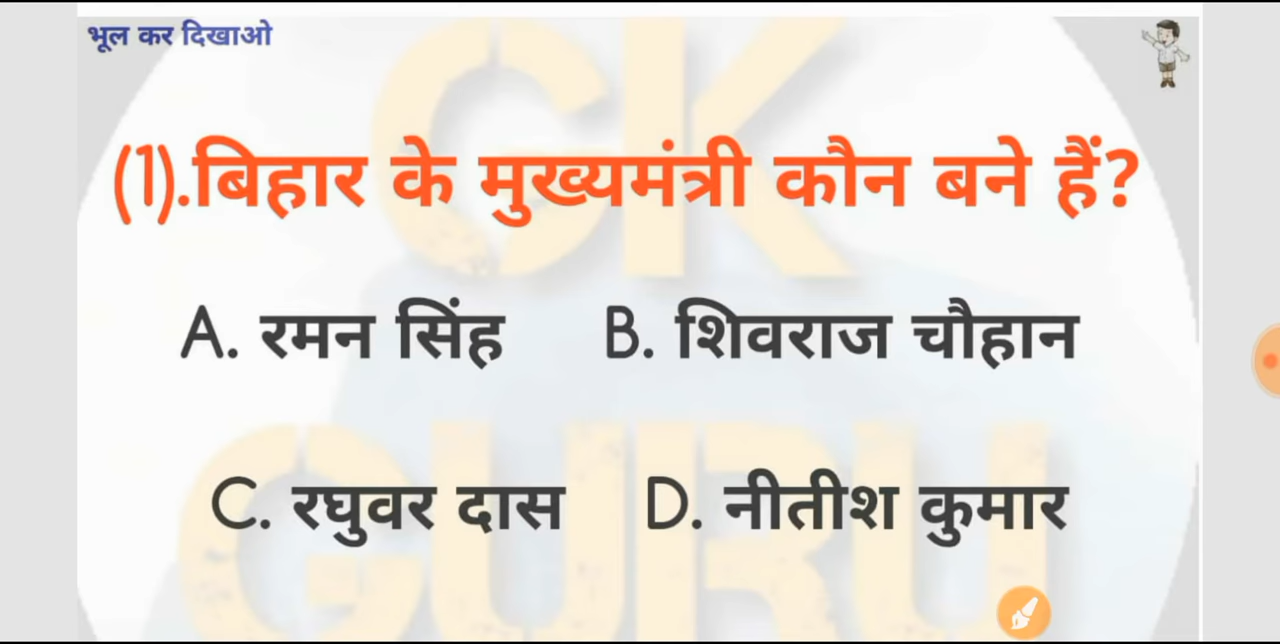 भूल कर दिखाओ
(1).बिहार के मुख्यमंत्री कौन बने हैं?
A. रमन सिंह B. शिवराज चौहान
C. रघुवर दास D. नीतीश कुमार
GK
GURU